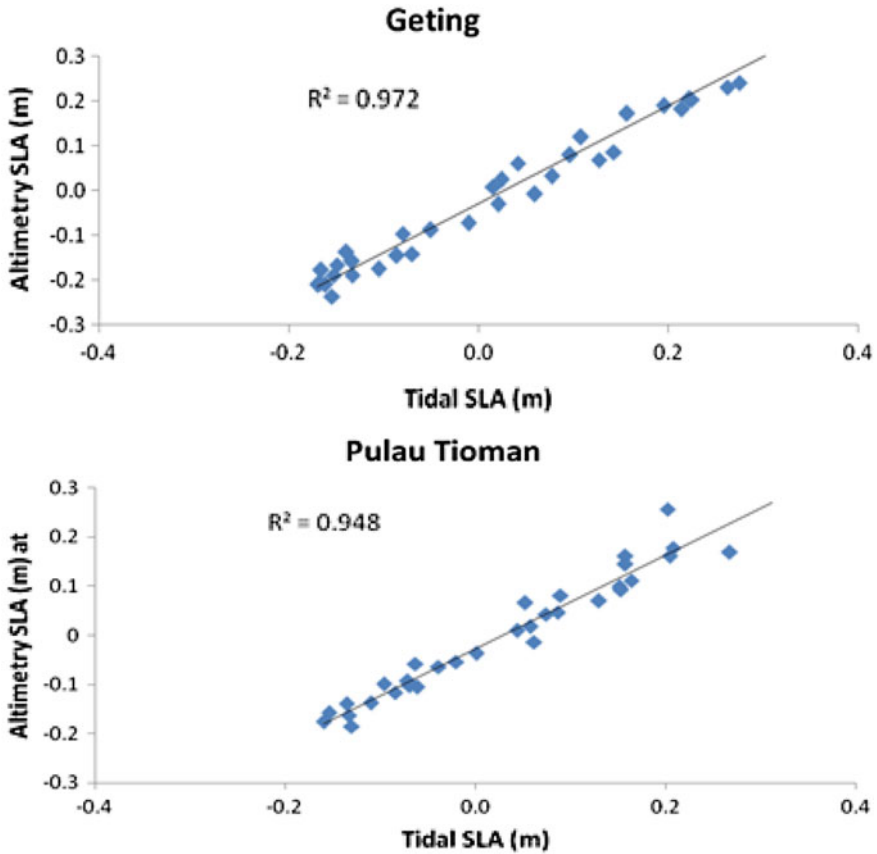 Geting
0.3
0.2
0.1
0.0
-0.1
-0.2
-0.3
R² = 0.972
Altimetry SLA (m)
-0.4 -0.2 0.0 0.2 0.4
Tidal SLA (m)
Pulau Tioman
0.3
0.2
0.1
0
-0.1
-0.2
-0.3
R² = 0.948
Altimetry SLA (m) at
-0.4 -0.2 0.0 0.2 0.4
Tidal SLA (m)